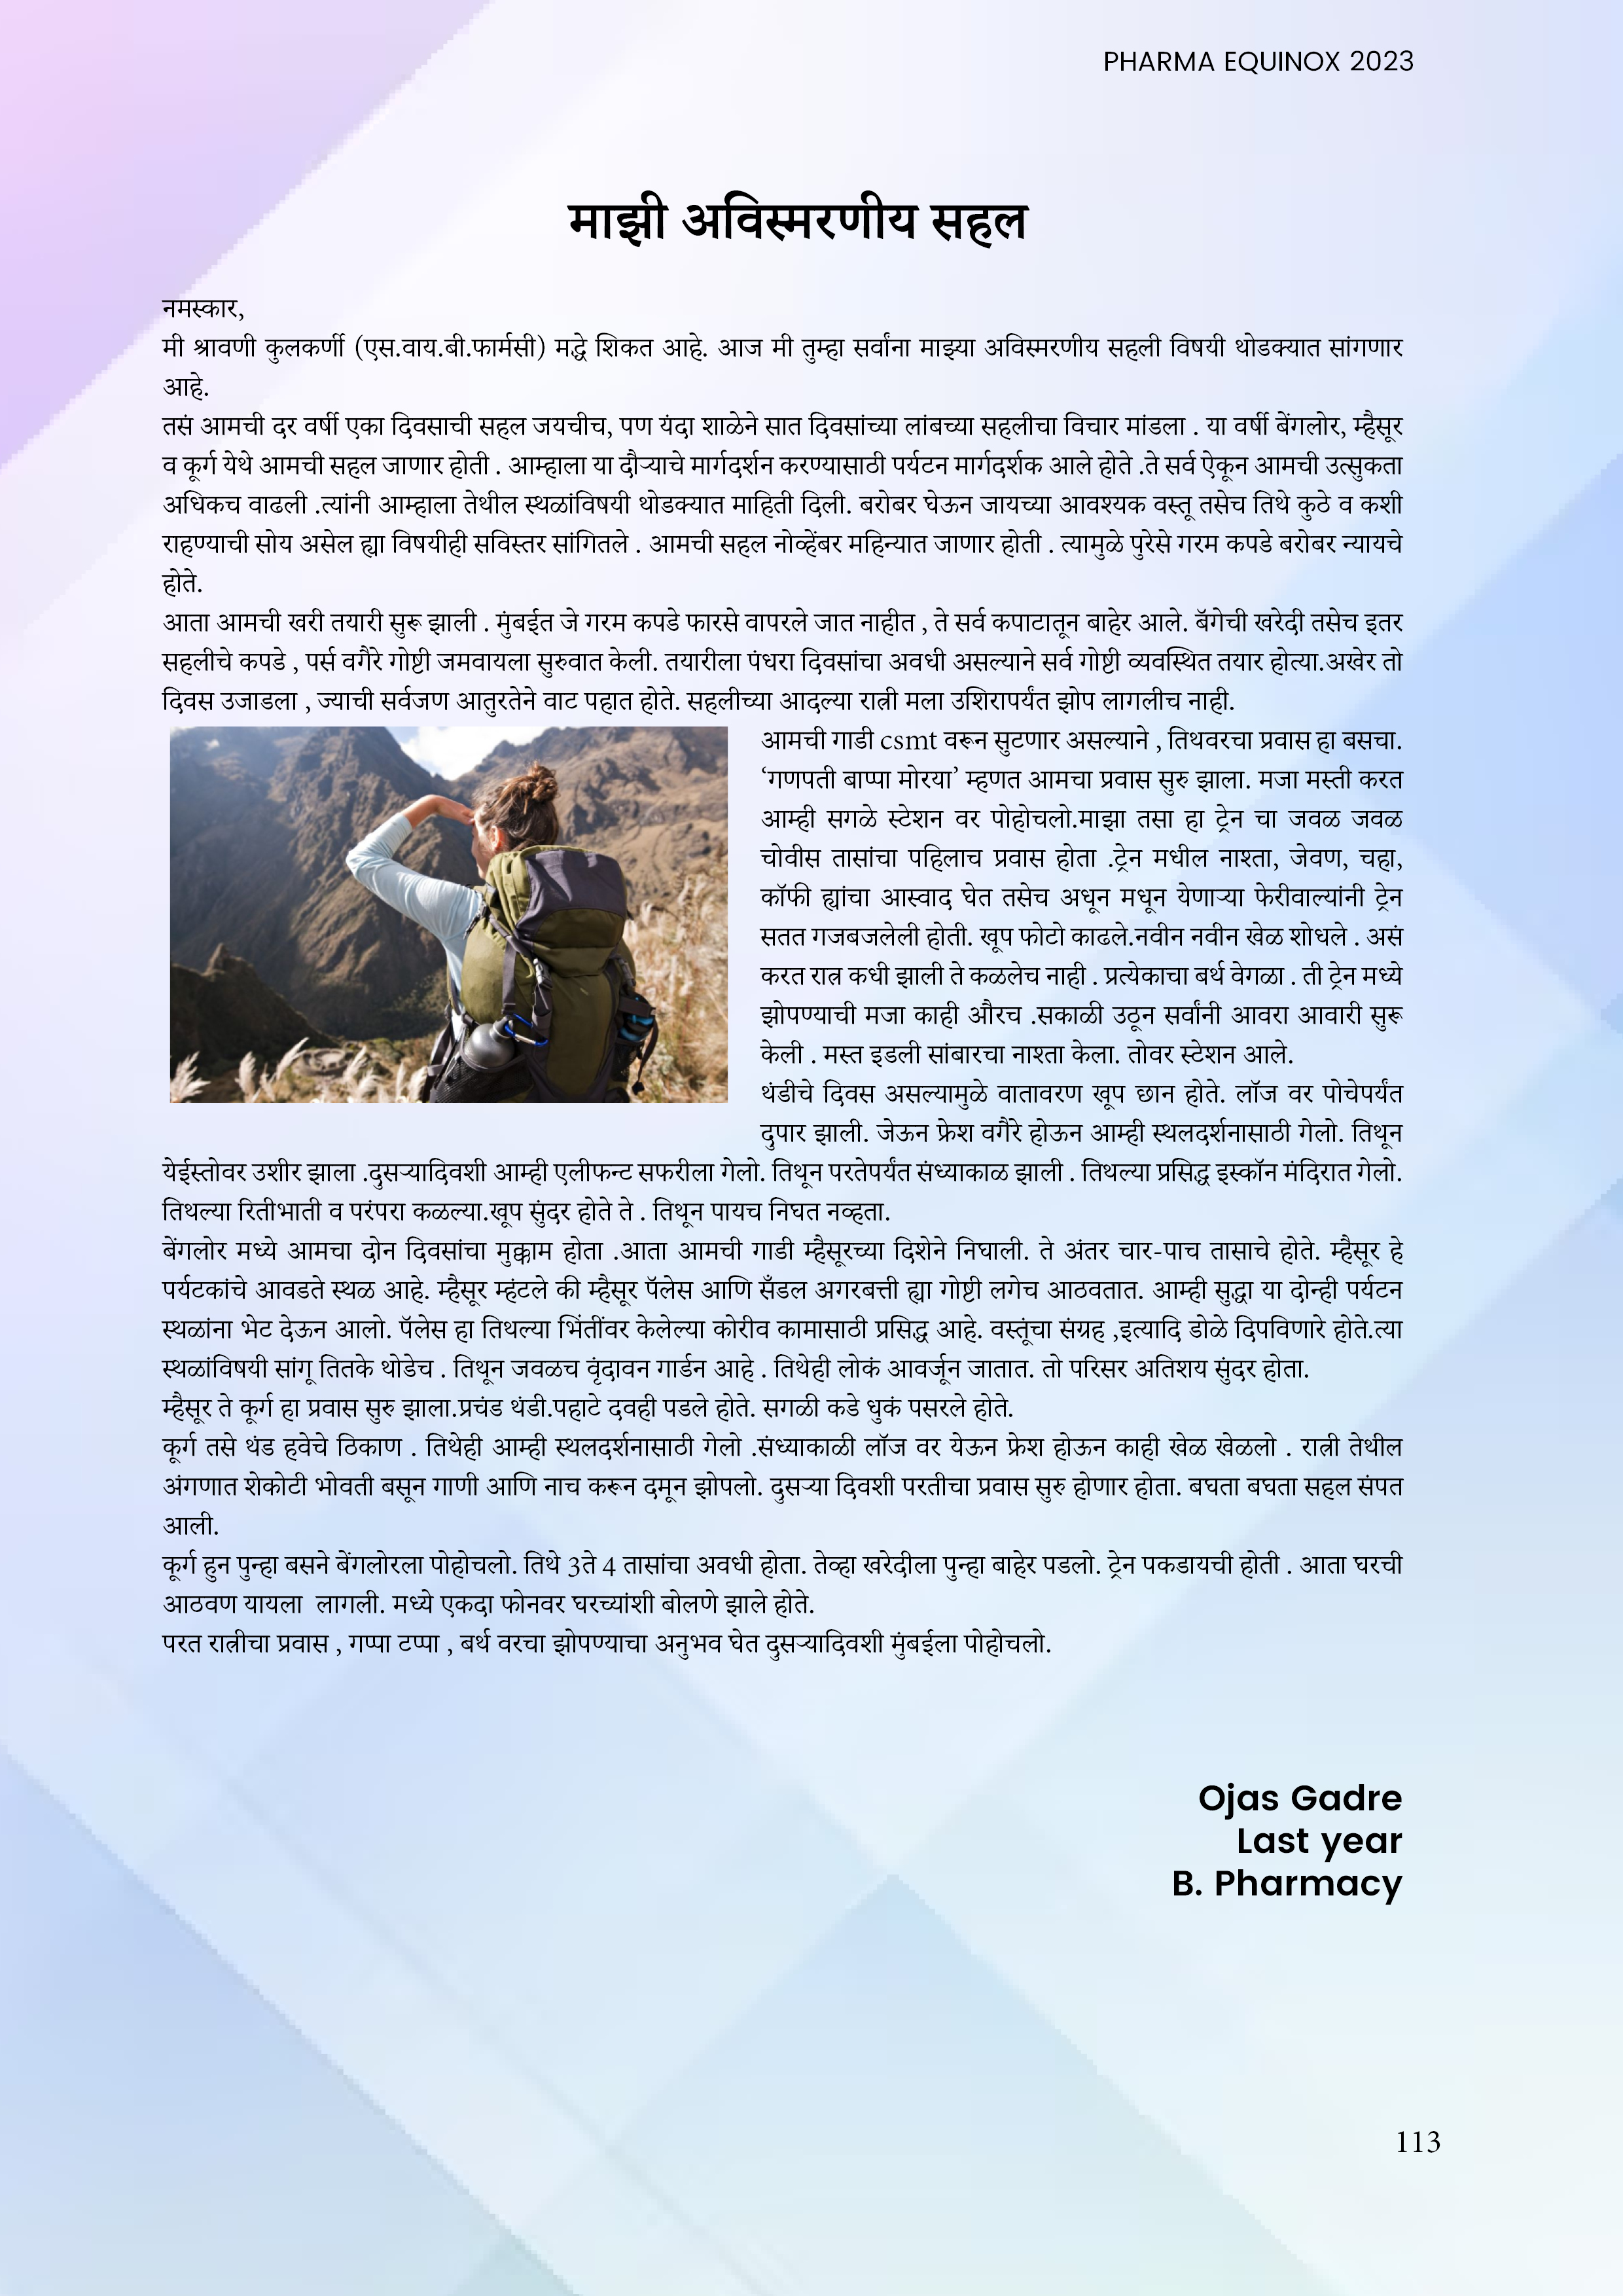 PHARMA EQUINOX 2023
माझी अविस्मरणीय सहल
नमस्कार,
मी श्रावणी कुलकर्णी (एस.वाय.बी.फार्मसी) मद्धे शिकत आहे. आज मी तुम्हा सर्वांना माझ्या अविस्मरणीय सहली विषयी थोडक्यात सांगणार
आहे.
तसं आमची दर वर्षी एका दिवसाची सहल जयचीच, पण यंदा शाळेने सात दिवसांच्या लांबच्या सहलीचा विचार मांडला . या वर्षी बेंगलोर, म्हैसूर
व कूर्ग येथे आमची सहल जाणार होती . आम्हाला या दौऱ्याचे मार्गदर्शन करण्यासाठी पर्यटन मार्गदर्शक आले होते .ते सर्व ऐकून आमची उत्सुकता
अधिकच वाढली .त्यांनी आम्हाला तेथील स्थळांविषयी थोडक्यात माहिती दिली. बरोबर घेऊन जायच्या आवश्यक वस्तू तसेच तिथे कुठे व कशी
राहण्याची सोय असेल ह्या विषयीही सविस्तर सांगितले . आमची सहल नोव्हेंबर महिन्यात जाणार होती . त्यामुळे पुरेसे गरम कपडे बरोबर न्यायचे
होते.
आता आमची खरी तयारी सुरू झाली . मुंबईत जे गरम कपडे फारसे वापरले जात नाहीत , ते सर्व कपाटातून बाहेर आले. बॅगेची खरेदी तसेच इतर
सहलीचे कपडे , पर्स वगैरे गोष्टी जमवायला सुरुवात केली. तयारीला पंधरा दिवसांचा अवधी असल्याने सर्व गोष्टी व्यवस्थित तयार होत्या.अखेर तो
दिवस उजाडला , ज्याची सर्वजण आतुरतेने वाट पहात होते. सहलीच्या आदल्या रात्री मला उशिरापर्यंत झोप लागलीच नाही.
आमची गाडी csmt वरून सुटणार असल्याने , तिथवरचा प्रवास हा बसचा.
‘गणपती बाप्पा मोरया’ म्हणत आमचा प्रवास सुरु झाला. मजा मस्ती करत
आम्ही सगळे स्टेशन वर पोहोचलो.माझा तसा हा ट्रेन चा जवळ जवळ
चोवीस तासांचा पहिलाच प्रवास होता .ट्रेन मधील नाश्ता, जेवण, चहा,
कॉफी ह्यांचा आस्वाद घेत तसेच अधून मधून येणाऱ्या फेरीवाल्यांनी ट्रेन
सतत गजबजलेली होती. खूप फोटो काढले.नवीन नवीन खेळ शोधले . असं
करत रात्र कधी झाली ते कळलेच नाही . प्रत्येकाचा बर्थ वेगळा . ती ट्रेन मध्ये
झोपण्याची मजा काही औरच .सकाळी उठून सर्वांनी आवरा आवारी सुरू
केली . मस्त इडली सांबारचा नाश्ता केला. तोवर स्टेशन आले.
थंडीचे दिवस असल्यामुळे वातावरण खूप छान होते. लॉज वर पोचेपर्यंत
दुपार झाली. जेऊन फ्रेश वगैरे होऊन आम्ही स्थलदर्शनासाठी गेलो. तिथून
येईस्तोवर उशीर झाला .दुसऱ्यादिवशी आम्ही एलीफन्ट सफरीला गेलो. तिथून परतेपर्यंत संध्याकाळ झाली . तिथल्या प्रसिद्ध इस्कॉन मंदिरात गेलो.
तिथल्या रितीभाती व परंपरा कळल्या.खूप सुंदर होते ते . तिथून पायच निघत नव्हता.
बेंगलोर मध्ये आमचा दोन दिवसांचा मुक्काम होता .आता आमची गाडी म्हैसूरच्या दिशेने निघाली. ते अंतर चार-पाच तासाचे होते. म्हैसूर हे
पर्यटकांचे आवडते स्थळ आहे. म्हैसूर म्हंटले की म्हैसूर पॅलेस आणि सँडल अगरबत्ती ह्या गोष्टी लगेच आठवतात. आम्ही सुद्धा या दोन्ही पर्यटन
स्थळांना भेट देऊन आलो. पॅलेस हा तिथल्या भिंतींवर केलेल्या कोरीव कामासाठी प्रसिद्ध आहे. वस्तूंचा संग्रह ,इत्यादि डोळे दिपविणारे होते.त्या
स्थळांविषयी सांगू तितके थोडेच . तिथून जवळच वृंदावन गार्डन आहे . तिथेही लोकं आवर्जून जातात. तो परिसर अतिशय सुंदर होता.
म्हैसूर ते कूर्ग हा प्रवास सुरु झाला.प्रचंड थंडी.पहाटे दवही पडले होते. सगळी कडे धुकं पसरले होते.
कूर्ग तसे थंड हवेचे ठिकाण . तिथेही आम्ही स्थलदर्शनासाठी गेलो .संध्याकाळी लॉज वर येऊन फ्रेश होऊन काही खेळ खेळलो . रात्री तेथील
अंगणात शेकोटी भोवती बसून गाणी आणि नाच करून दमून झोपलो. दुसऱ्या दिवशी परतीचा प्रवास सुरु होणार होता. बघता बघता सहल संपत
आली.
कूर्ग हुन पुन्हा बसने बेंगलोरला पोहोचलो. तिथे 3ते 4 तासांचा अवधी होता. तेव्हा खरेदीला पुन्हा बाहेर पडलो. ट्रेन पकडायची होती . आता घरची
आठवण यायला लागली. मध्ये एकदा फोनवर घरच्यांशी बोलणे झाले होते.
परत रात्रीचा प्रवास , गप्पा टप्पा , बर्थ वरचा झोपण्याचा अनुभव घेत दुसऱ्यादिवशी मुंबईला पोहोचलो.
Ojas Gadre
Last year
B. Pharmacy
113